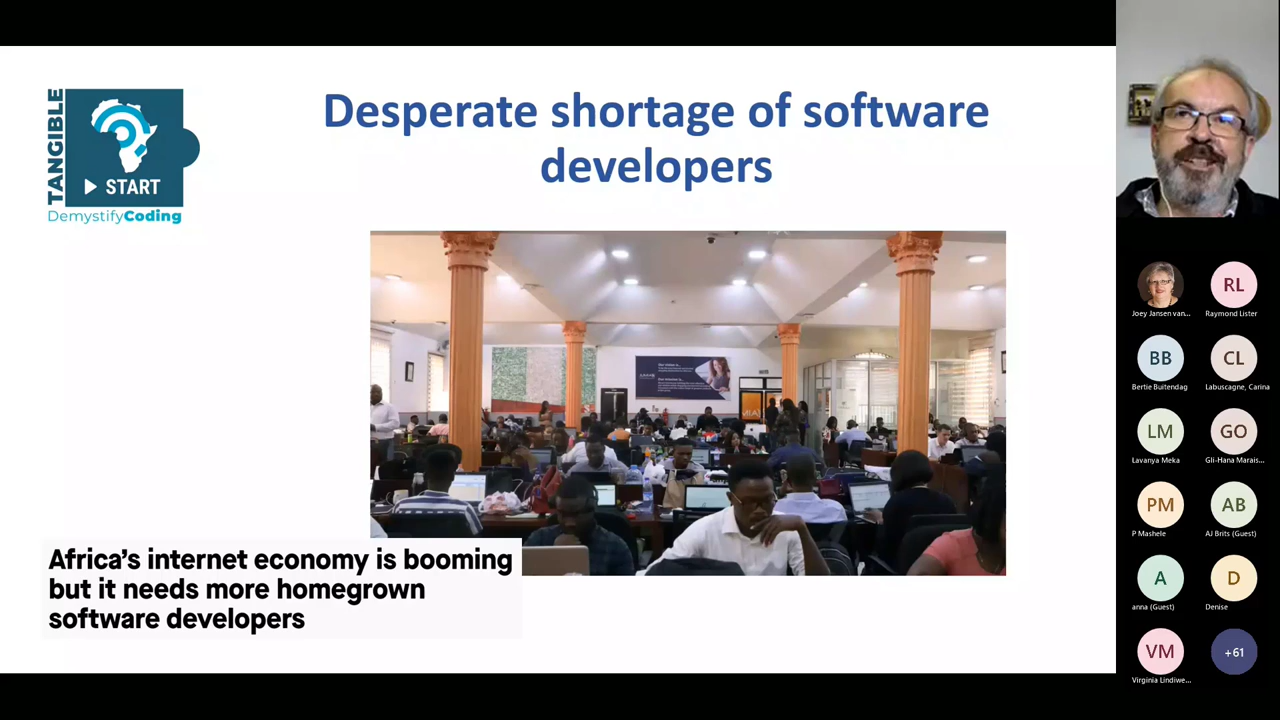 TANGIBLE
START
DemystifyCoding
Desperate shortage of software
developers
Africa's internet economy is booming
but it needs more homegrown
software developers
Joey Jansen van...
RL
Raymond Lister
BB
Bertie Buitendag
CL
Labuscagne, Carina
LM
Lavanya Meka
GO
Gli-Hana Marais...
PM
P Mashele
AB
AJ Brits (Guest)
A
anna (Guest)
D
Denise
VM
Virginia Lindiwe...
+61